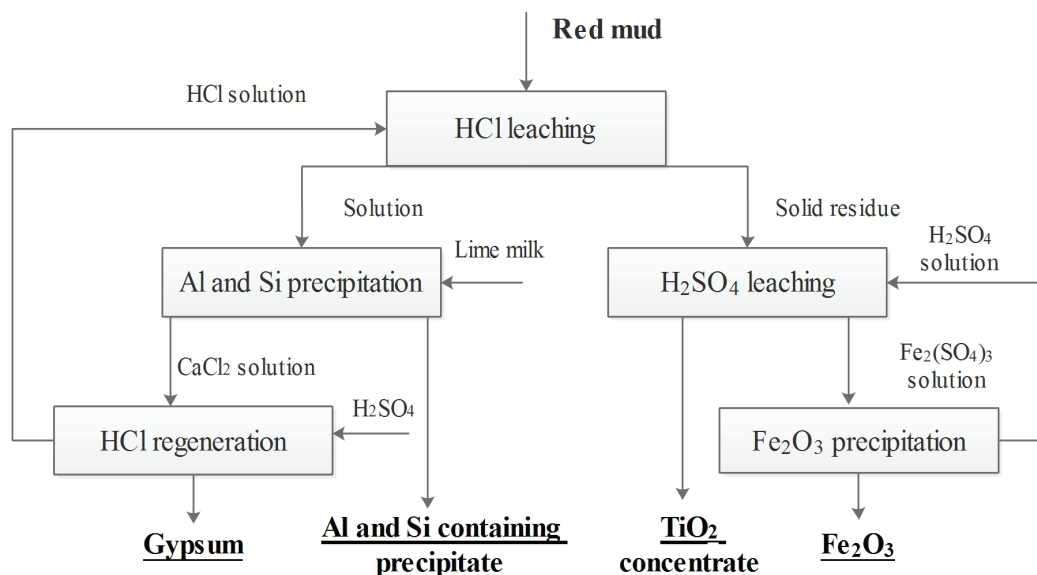 Red mud
HCl solution
HCl leaching
Solution
Solid residue
Lime milk
H₂SO₄
solution
Al and Si precipitation
H₂SO₄ leaching
CaCl₂ solution
Fe₂(SO₄)₃
solution
H₂SO₄
HCl regeneration
Fe₂O₃ precipitation
Gypsum
Al and Si containing
precipitate
TiO₂
concentrate
Fe₂O₃